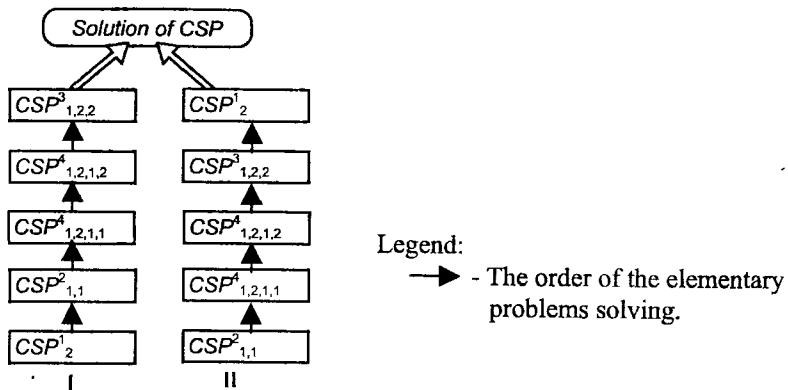 Solution of CSP
CSP³₁,₂,₂
CSP¹₂
CSP⁴₁,₂,₁,₂
CSP³₁,₂,₂
CSP⁴₁,₂,₁,₁
CSP⁴₁,₂,₁,₂
CSP²₁,₁
CSP⁴₁,₂,₁,₁
CSP¹₂
CSP²₁,₁
I
II
Legend:
- The order of the elementary
problems solving.